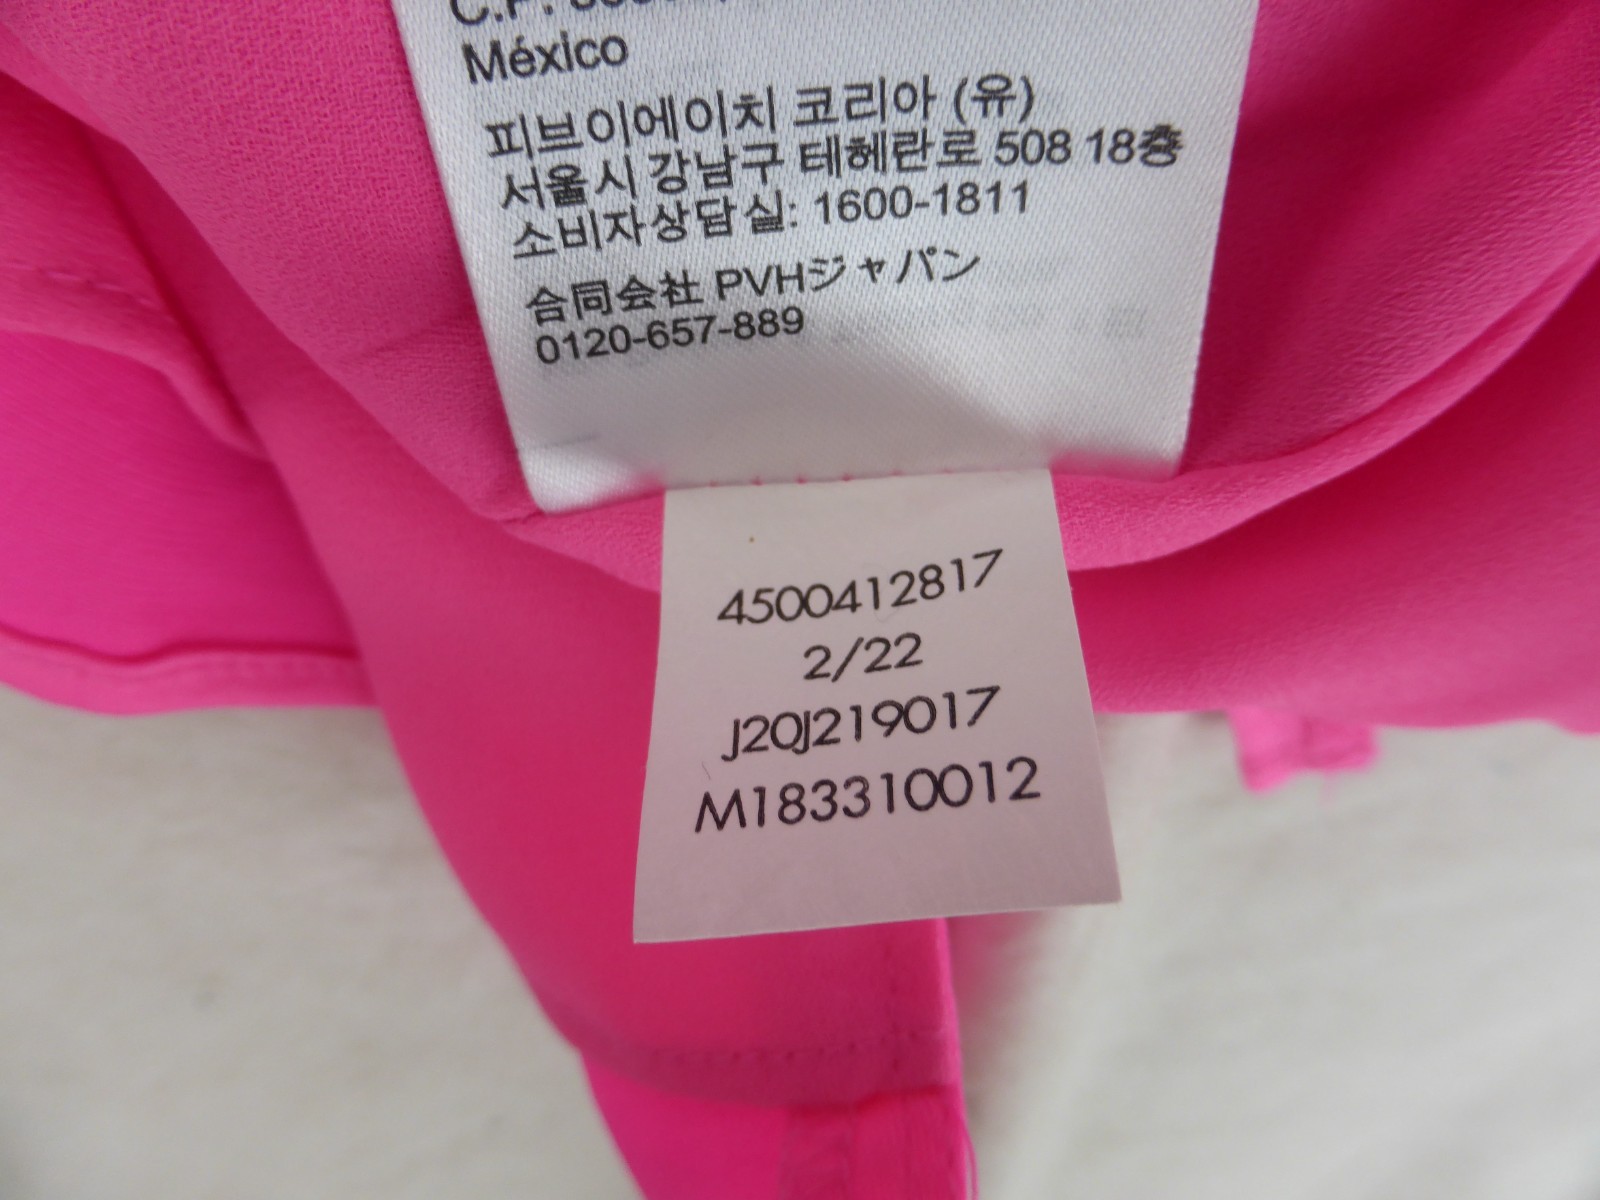 México
피브이에이치 코리아 (유)
서울시 강남구 테헤란로 508 18층
소비자상담실: 1600-1811
合同会社 PVHジャパン
0120-657-889
4500412817
2/22
J20J219017
M183310012